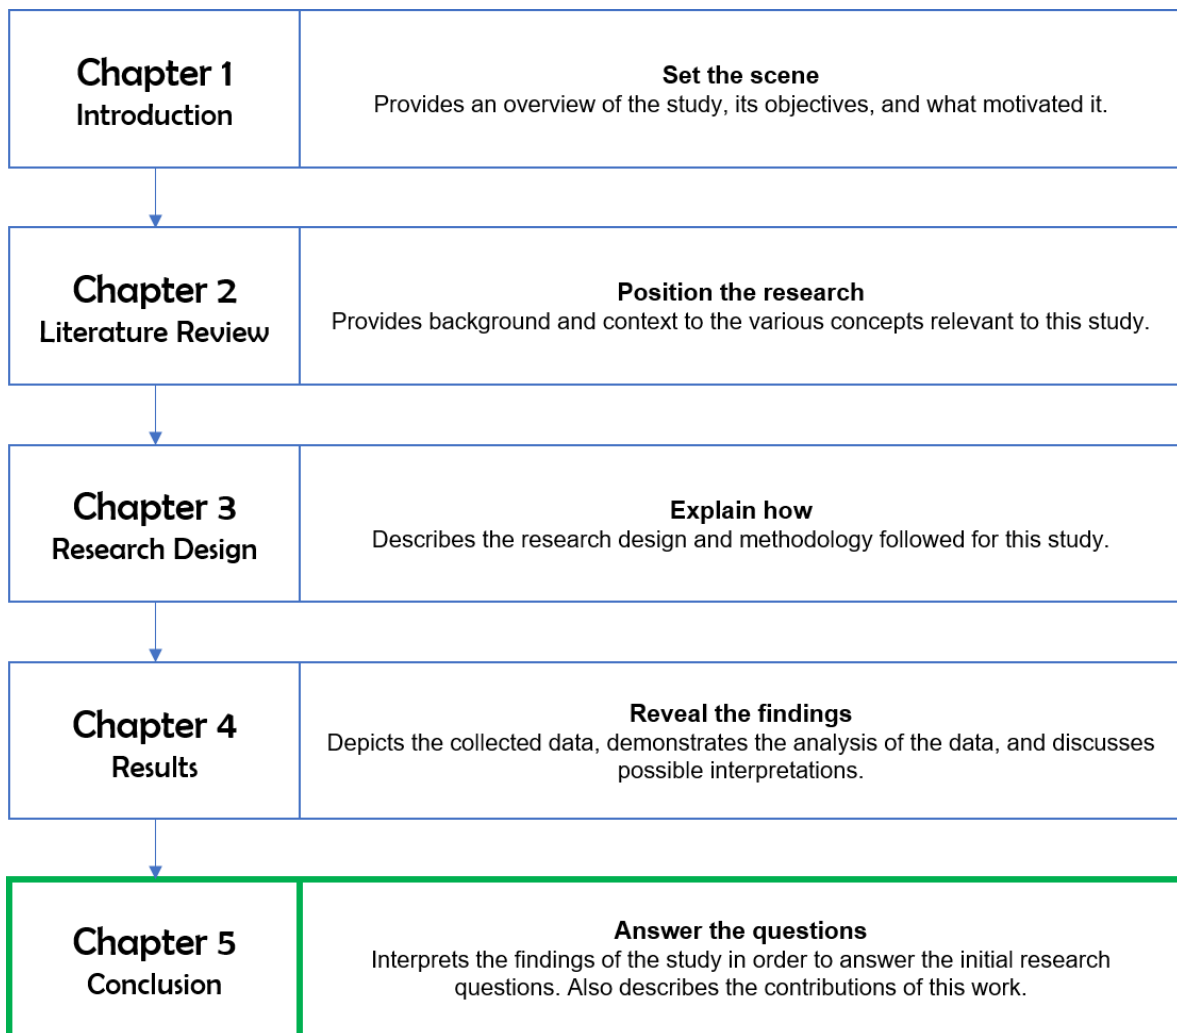 Chapter 1
Introduction
Set the scene
Provides an overview of the study, its objectives, and what motivated it.
Chapter 2
Literature Review
Position the research
Provides background and context to the various concepts relevant to this study.
Chapter 3
Research Design
Explain how
Describes the research design and methodology followed for this study.
Chapter 4
Results
Reveal the findings
Depicts the collected data, demonstrates the analysis of the data, and discusses
possible interpretations.
Chapter 5
Conclusion
Answer the questions
Interprets the findings of the study in order to answer the initial research
questions. Also describes the contributions of this work.